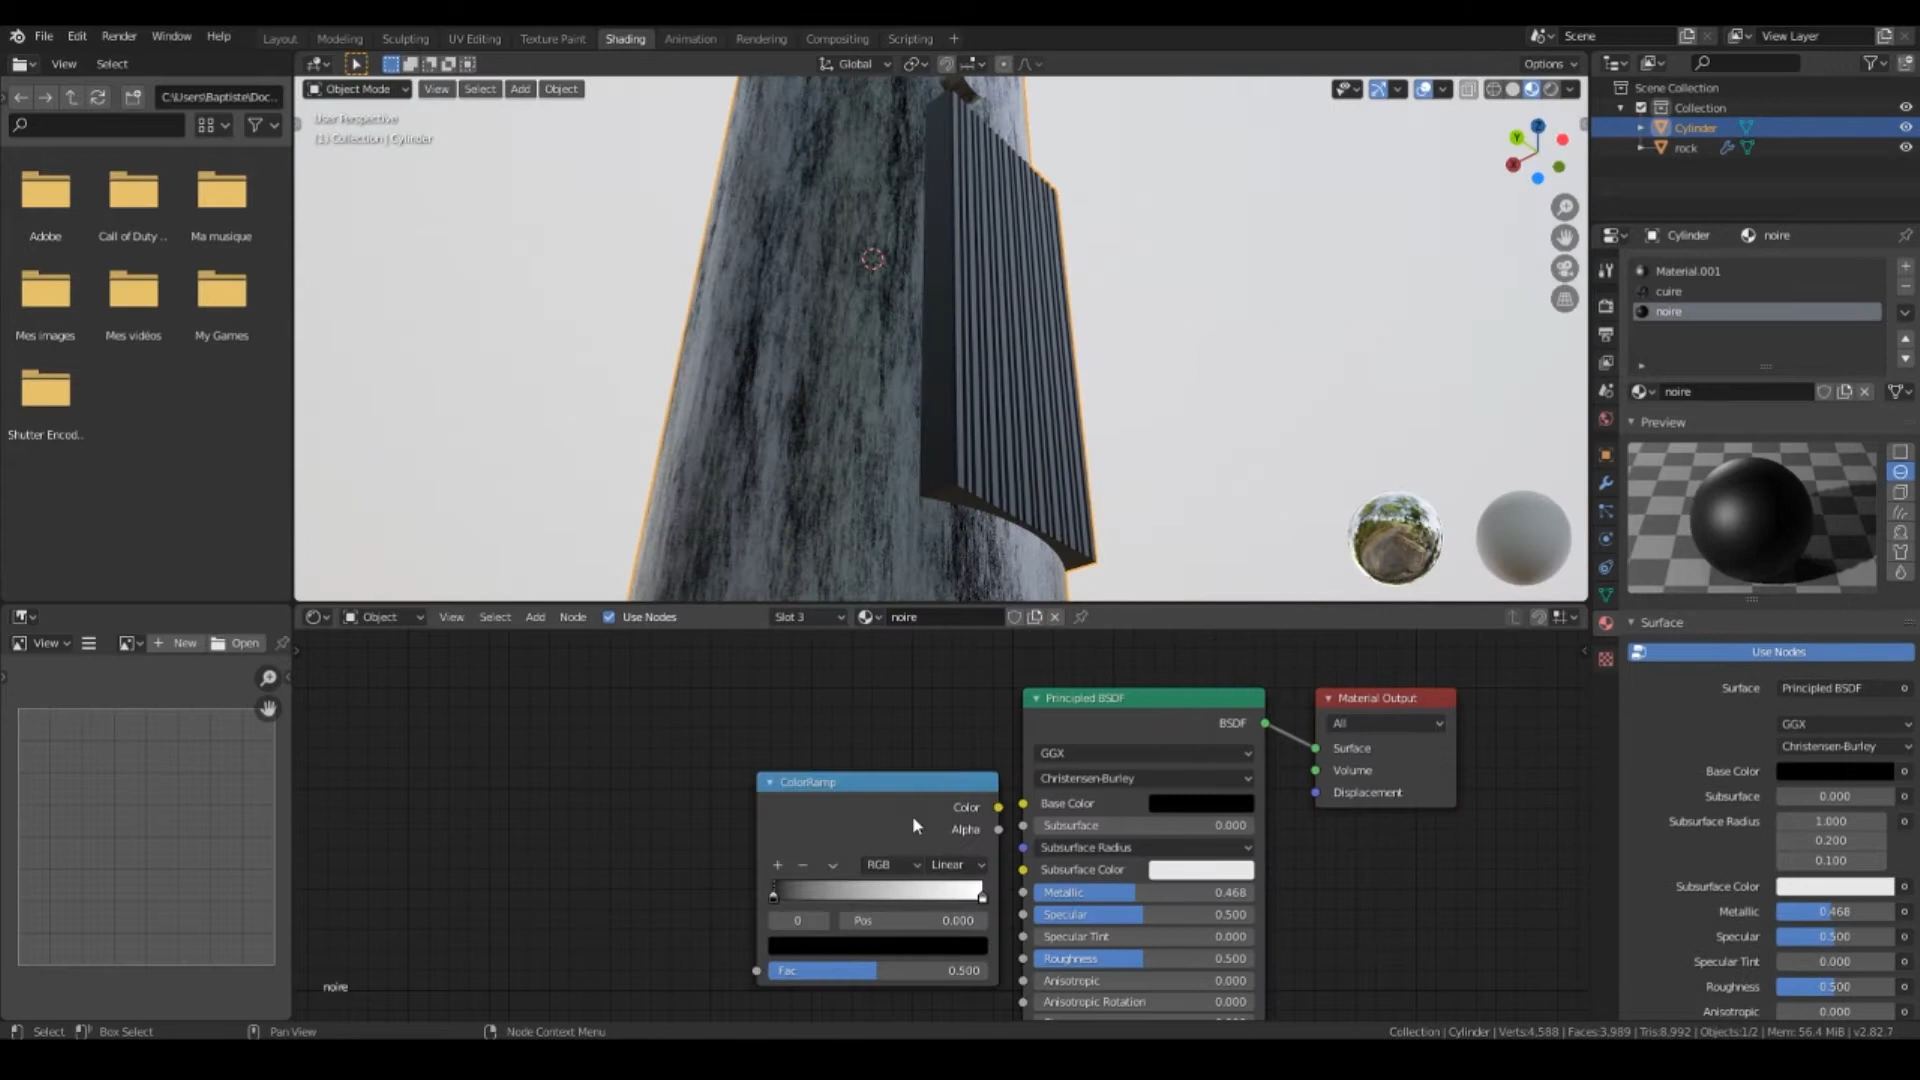 File Edit Render Window Help
Layout Modeling Sculpting UV Editing Texture Paint Shading Animation Rendering Compositing Scripting +
Scene
View Layer
View Select
Global
Options
C:\Users\Baptiste\Doc..
Object Mode View Select Add Object
User Perspective
(1) Collection | Cylinder
Adobe
Call of Duty ..
Ma musique
Mes images
Mes vidéos
My Games
Shutter Encod..
Scene Collection
Collection
Cylinder
rock
Cylinder noire
Material.001
cuire
noire
noire
Preview
Object View Select Add Node Use Nodes Slot 3 noire
View New Open
Surface
Use Nodes
Surface Principled BSDF
GGX
Christensen-Burley
Base Color
Subsurface 0.000
Subsurface Radius 1.000
0.200
0.100
Subsurface Color
Metallic 0.468
Specular 0.500
Specular Tint 0.000
Roughness 0.500
Anisotropic 0.000
ColorRamp
Color
Alpha
RGB Linear
0 Pos 0.000
Fac 0.500
Principled BSDF
BSDF
GGX
Christensen-Burley
Base Color
Subsurface 0.000
Subsurface Radius
Subsurface Color
Metallic 0.468
Specular 0.500
Specular Tint 0.000
Roughness 0.500
Anisotropic 0.000
Anisotropic Rotation 0.000
Material Output
All
Surface
Volume
Displacement
noire
Select Box Select Pan View Node Context Menu
Collection | Cylinder | Verts:4,588 | Faces:3,989 | Tris:8,992 | Objects:1/2 | Mem: 56.4 MiB | v2.82.7